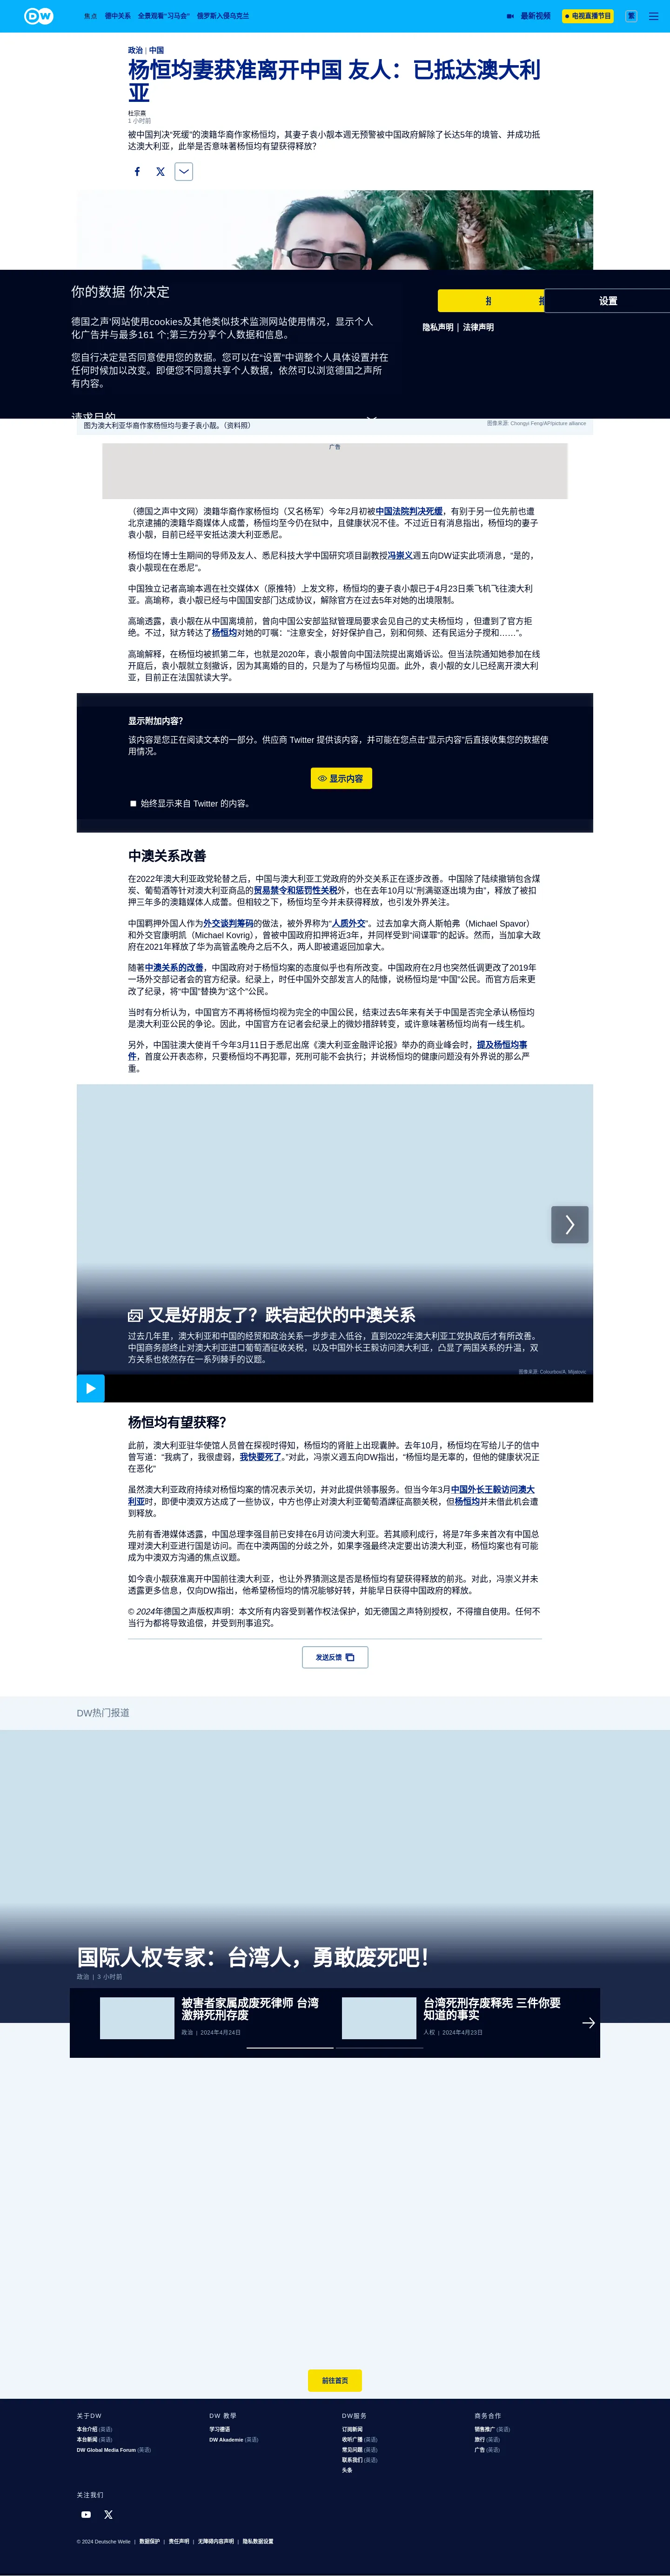 DW
焦点 德中关系 全景观看"习马会" 俄罗斯入侵乌克兰
最新视频 电视直播节目 繁
政治 | 中国
杨恒均妻获准离开中国 友人：已抵达澳大利
亚
杜宗熹
1 小时前
被中国判决"死缓"的澳籍华裔作家杨恒均，其妻子袁小靓本週无预警被中国政府解除了长达5年的境管、并成功抵
达澳大利亚，此举是否意味著杨恒均有望获得释放？
你的数据 你决定
德国之声'网站使用cookies及其他类似技术监测网站使用情况，显示个人
化广告并与最多161 个;第三方分享个人数据和信息。
您自行决定是否同意使用您的数据。您可以在"设置"中调整个人具体设置并在
任何时候加以改变。即便您不同意共享个人数据，依然可以浏览德国之声所
有内容。
请求目的
设置
隐私声明 | 法律声明
图为澳大利亚华裔作家杨恒均与妻子袁小靓。（资料照）
图像来源: Chongyi Feng/AP/picture alliance
广告
（德国之声中文网）澳籍华裔作家杨恒均（又名杨军）今年2月初被中国法院判决死缓，有别于另一位先前也遭
北京逮捕的澳籍华裔媒体人成蕾，杨恒均至今仍在狱中，且健康状况不佳。不过近日有消息指出，杨恒均的妻子
袁小靓，目前已经平安抵达澳大利亚悉尼。
杨恒均在博士生期间的导师及友人、悉尼科技大学中国研究项目副教授冯崇义週五向DW证实此项消息，"是的，
袁小靓现在在悉尼"。
中国独立记者高瑜本週在社交媒体X（原推特）上发文称，杨恒均的妻子袁小靓已于4月23日乘飞机飞往澳大利
亚。高瑜称，袁小靓已经与中国国安部门达成协议，解除官方在过去5年对她的出境限制。
高瑜透露，袁小靓在从中国离境前，曾向中国公安部监狱管理局要求会见自己的丈夫杨恒均 ，但遭到了官方拒
绝。不过，狱方转达了杨恒均对她的叮嘱："注意安全，好好保护自己，别和何频、还有民运分子搅和……"。
高瑜解释，在杨恒均被抓第二年，也就是2020年，袁小靓曾向中国法院提出离婚诉讼。但当法院通知她参加在线
开庭后，袁小靓就立刻撤诉，因为其离婚的目的，只是为了与杨恒均见面。此外，袁小靓的女儿已经离开澳大利
亚，目前正在法国就读大学。
显示附加内容？
该内容是您正在阅读文本的一部分。供应商 Twitter 提供该内容，并可能在您点击"显示内容"后直接收集您的数据使
用情况。
显示内容
始终显示来自 Twitter 的内容。
中澳关系改善
在2022年澳大利亚政党轮替之后，中国与澳大利亚工党政府的外交关系正在逐步改善。中国除了陆续撤销包含煤
炭、葡萄酒等针对澳大利亚商品的贸易禁令和惩罚性关税外，也在去年10月以"刑满驱逐出境为由"，释放了被扣
押三年多的澳籍媒体人成蕾。但相较之下，杨恒均至今并未获得释放，也引发外界关注。
中国羁押外国人作为外交谈判筹码的做法，被外界称为"人质外交"。过去加拿大商人斯帕弗（Michael Spavor）
和外交官康明凯（Michael Kovrig），曾被中国政府扣押将近3年，并同样受到"间谍罪"的起诉。然而，当加拿大政
府在2021年释放了华为高管孟晚舟之后不久，两人即被遣返回加拿大。
随著中澳关系的改善，中国政府对于杨恒均案的态度似乎也有所改变。中国政府在2月也突然低调更改了2019年
一场外交部记者会的官方纪录。纪录上，时任中国外交部发言人的陆慷，说杨恒均是"中国"公民。而官方后来更
改了纪录，将"中国"替换为"这个"公民。
当时有分析认为，中国官方不再将杨恒均视为完全的中国公民，结束过去5年来有关于中国是否完全承认杨恒均
是澳大利亚公民的争论。因此，中国官方在记者会纪录上的微妙措辞转变，或许意味著杨恒均尚有一线生机。
另外，中国驻澳大使肖千今年3月11日于悉尼出席《澳大利亚金融评论报》举办的商业峰会时，提及杨恒均事
件，首度公开表态称，只要杨恒均不再犯罪，死刑可能不会执行；并说杨恒均的健康问题没有外界说的那么严
重。
又是好朋友了？跌宕起伏的中澳关系
过去几年里，澳大利亚和中国的经贸和政治关系一步步走入低谷，直到2022年澳大利亚工党执政后才有所改善。
中国商务部终止对澳大利亚进口葡萄酒征收关税，以及中国外长王毅访问澳大利亚，凸显了两国关系的升温，双
方关系也依然存在一系列棘手的议题。
图像来源: Colourbox/A. Mijatovic
杨恒均有望获释？
此前，澳大利亚驻华使馆人员曾在探视时得知，杨恒均的肾脏上出现囊肿。去年10月，杨恒均在写给儿子的信中
曾写道："我病了，我很虚弱，我快要死了。"对此，冯崇义週五向DW指出，"杨恒均是无辜的，但他的健康状况正
在恶化"
虽然澳大利亚政府持续对杨恒均案的情况表示关切，并对此提供领事服务。但当今年3月中国外长王毅访问澳大
利亚时，即便中澳双方达成了一些协议，中方也停止对澳大利亚葡萄酒課征高额关税，但杨恒均并未借此机会遭
到释放。
先前有香港媒体透露，中国总理李强目前已安排在6月访问澳大利亚。若其顺利成行，将是7年多来首次有中国总
理对澳大利亚进行国是访问。而在中澳两国的分歧之外，如果李强最终决定要出访澳大利亚，杨恒均案也有可能
成为中澳双方沟通的焦点议题。
如今袁小靓获准离开中国前往澳大利亚，也让外界猜测这是否是杨恒均有望获得释放的前兆。对此，冯崇义并未
透露更多信息，仅向DW指出，他希望杨恒均的情况能够好转，并能早日获得中国政府的释放。
© 2024年德国之声版权声明：本文所有内容受到著作权法保护，如无德国之声特别授权，不得擅自使用。任何不
当行为都将导致追偿，并受到刑事追究。
发送反馈
DW热门报道
国际人权专家：台湾人，勇敢废死吧！
政治 | 3 小时前
被害者家属成废死律师 台湾
激辩死刑存废
政治 | 2024年4月24日
台湾死刑存废释宪 三件你要
知道的事实
人权 | 2024年4月23日
前往首页
关于DW
本台介绍 (英语)
本台新闻 (英语)
DW Global Media Forum (英语)
DW 教學
学习德语
DW Akademie (英语)
DW服务
订阅新闻
收听广播 (英语)
常见问题 (英语)
联系我们 (英语)
头条
商务合作
销售推广 (英语)
旅行 (英语)
广告 (英语)
关注我们
© 2024 Deutsche Welle | 数据保护 | 责任声明 | 无障碍内容声明 | 隐私数据设置